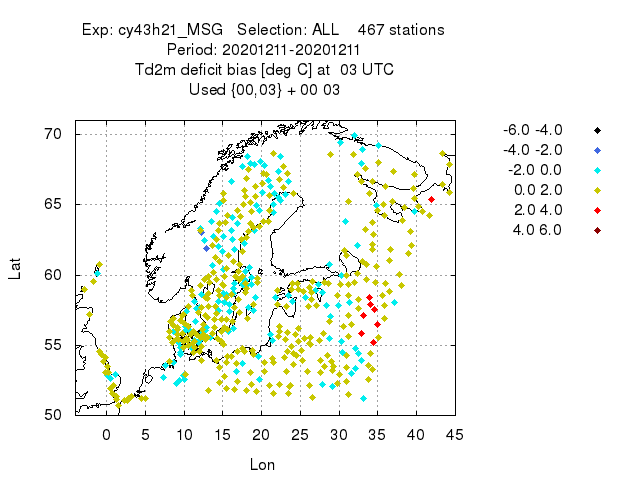 Exp: cy43h21_MSG   Selection: ALL    467 stations
Period: 20201211-20201211
Td2m deficit bias [deg C] at  03 UTC
Used {00,03} + 00 03
-6.0 -4.0
-4.0 -2.0
-2.0 0.0
0.0 2.0
2.0 4.0
4.0 6.0
Lat
70
65
60
55
50
0 5 10 15 20 25 30 35 40 45
Lon